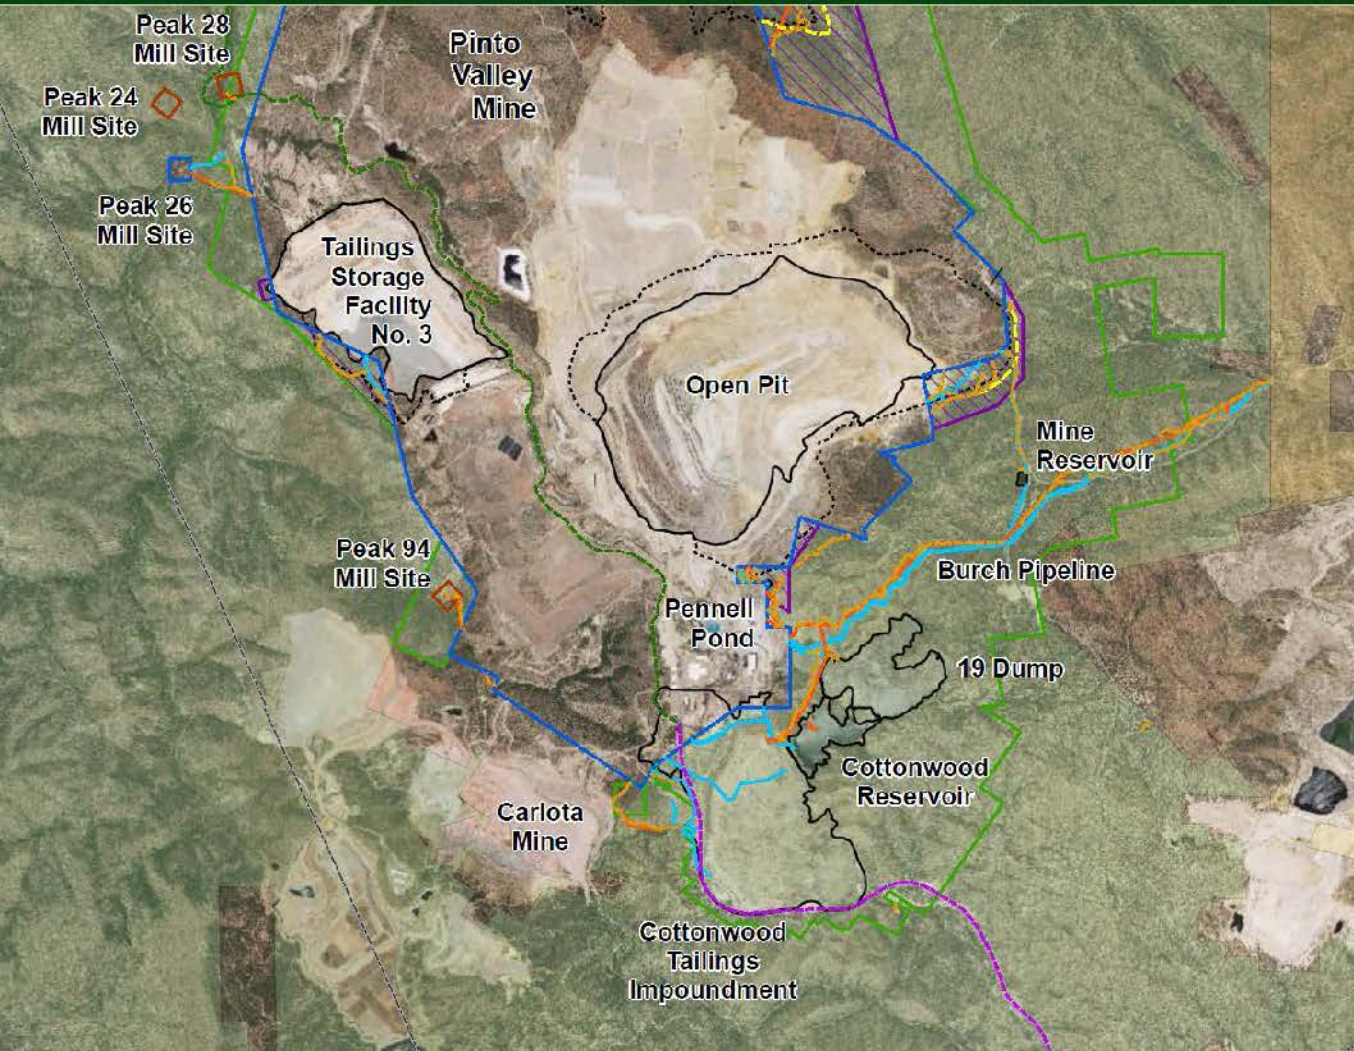 Peak 28
Mill Site
Pinto
Valley
Mine
Peak 24
Mill Site
Peak 26
Mill Site
Tailings
Storage
Facility
No. 3
Open Pit
Mine
Reservoir
Peak 94
Mill Site
Burch Pipeline
Pennell
Pond
19 Dump
Cottonwood
Reservoir
Carlota
Mine
Cottonwood
Tailings
Impoundment